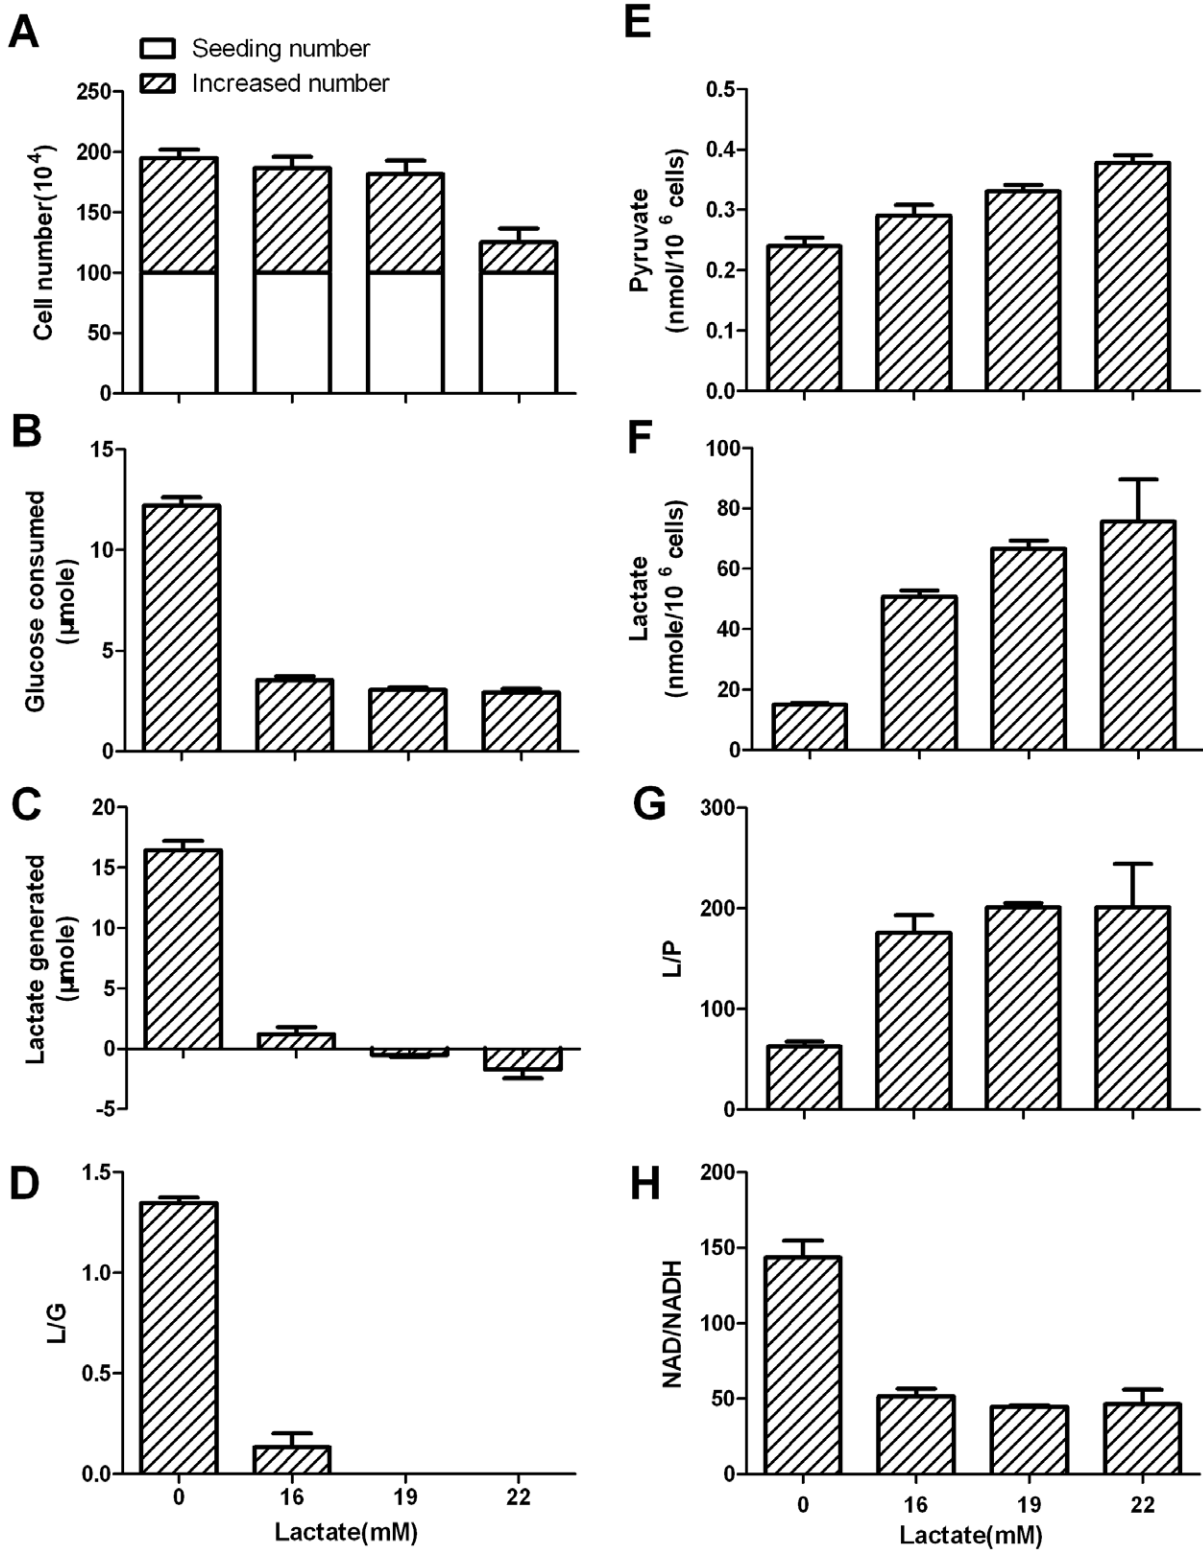 A
Seeding number
Increased number
250
200
150
100
50
0
Cell number(10 4)
B
15
10
5
0
Glucose consumed
(μmole)
C
20
15
10
5
0
-5
Lactate generated
(μmole)
D
1.5
1.0
0.5
0.0
L/G
0 16 19 22
Lactate(mM)
E
0.5
0.4
0.3
0.2
0.1
0.0
Pyruvate
(nmol/10 6 cells)
F
100
80
60
40
20
0
Lactate
(nmole/10 6 cells)
G
300
200
100
0
L/P
H
200
150
100
50
0
NAD/NADH
0 16 19 22
Lactate(mM)